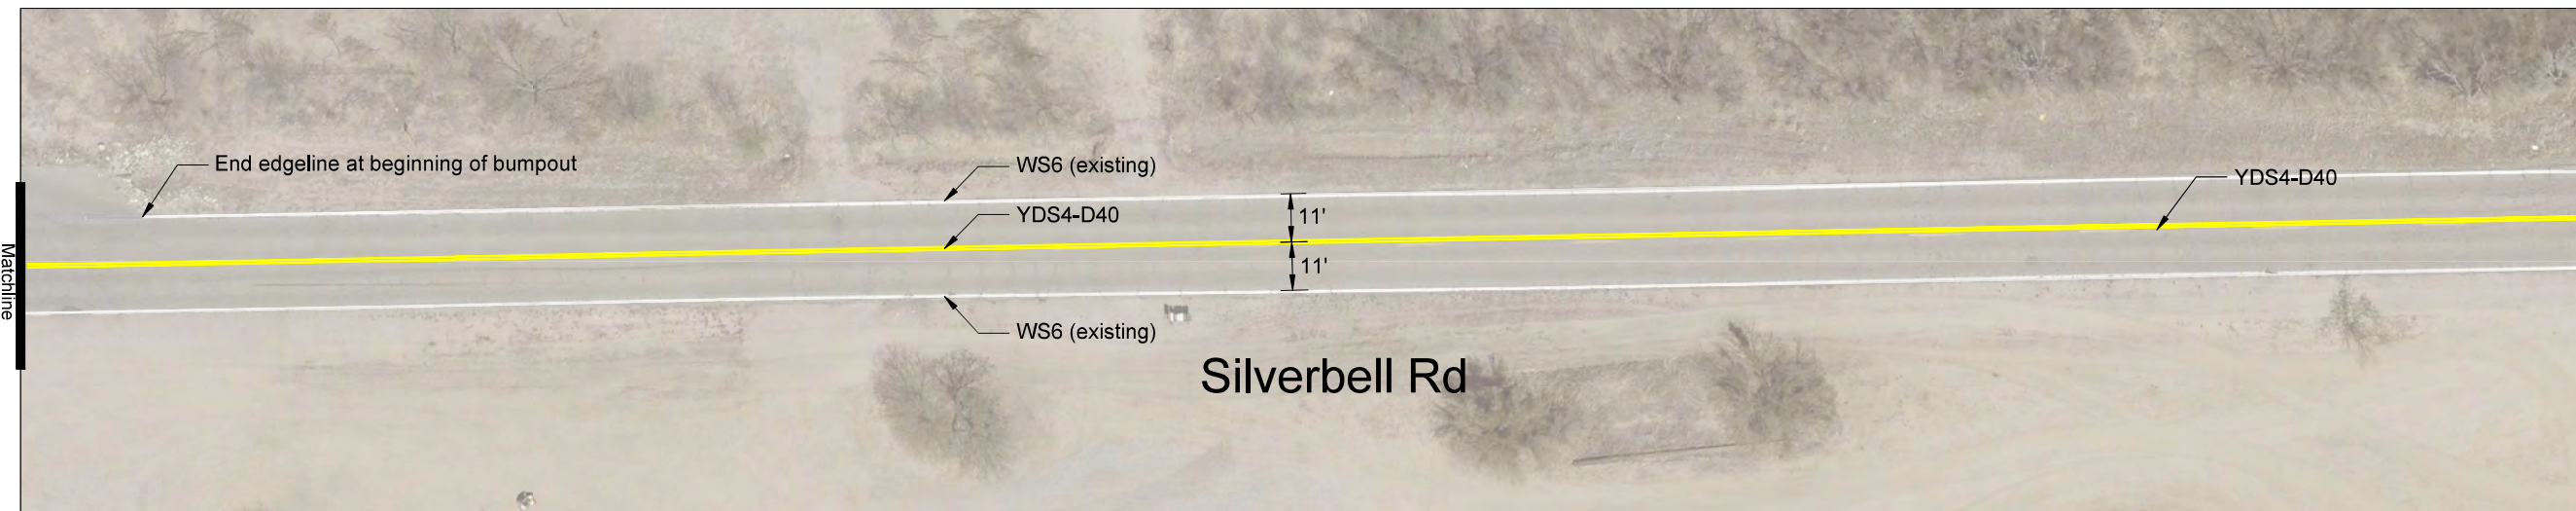 End edgeline at beginning of bumpout
WS6 (existing)
YDS4-D40
YDS4-D40
11'
11'
Matchline
WS6 (existing)
Silverbell Rd